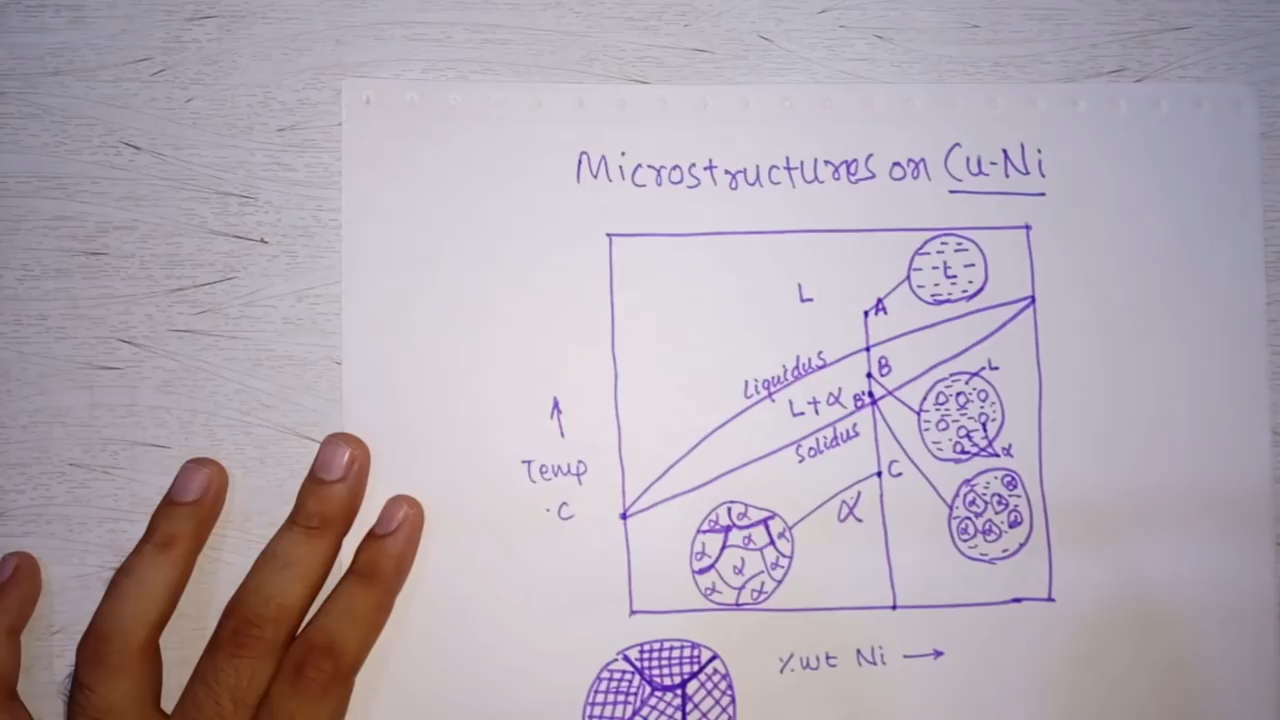 Microstructures on Cu-Ni
L
L
A
Liquidus
B
L
L+α B'
Solidus
α
↑
Temp
°C
C
α
α α
α α α
α α
α α
α α
α α α
α α
%wt Ni →